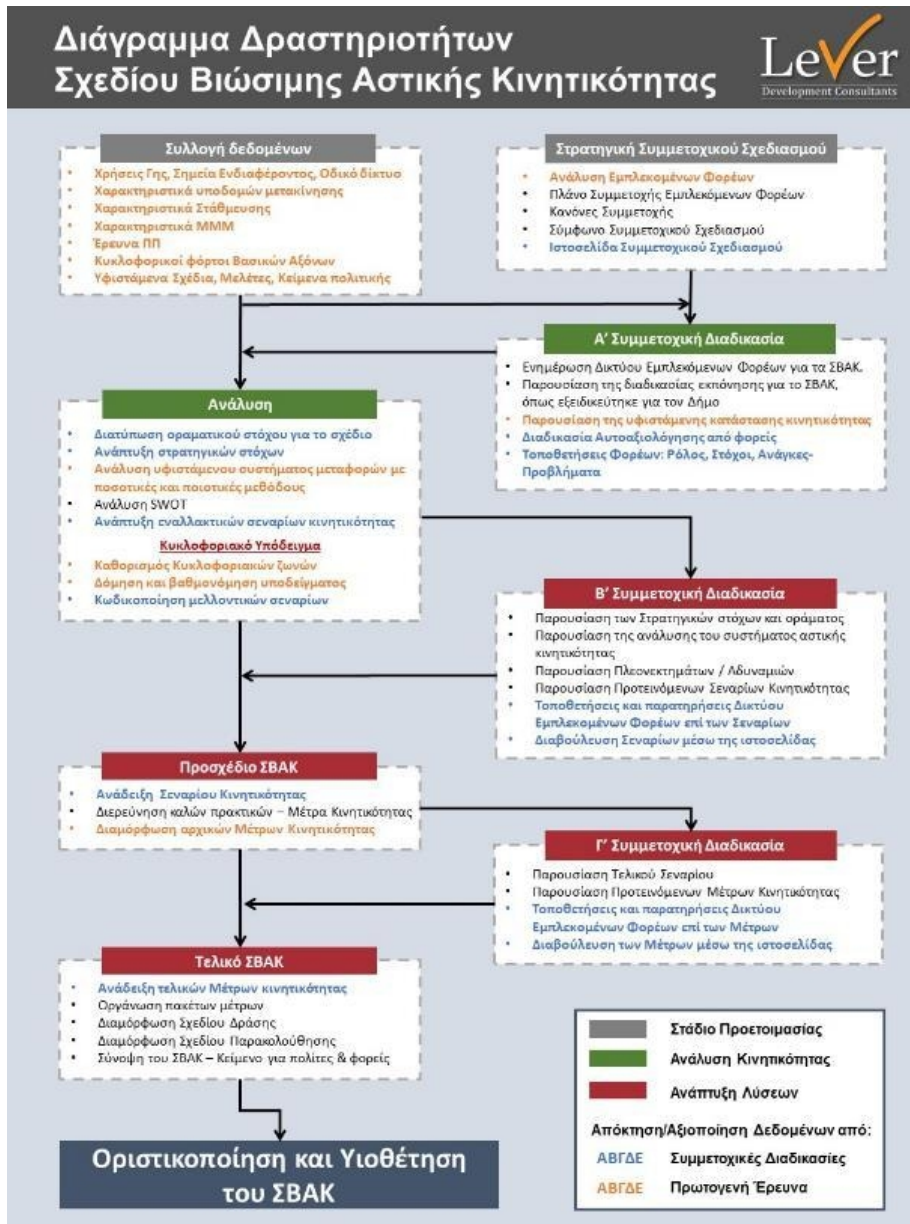 Διάγραμμα Δραστηριοτήτων
Σχεδίου Βιώσιμης Αστικής Κινητικότητας
LeVer
Development Consultants
Συλλογή δεδομένων
Χρήσεις Γης, Σημεία Ενδιαφέροντος, Οδικό δίκτυο
Χαρακτηριστικά υποδομών μετακίνησης
Χαρακτηριστικά Στάθμευσης
Χαρακτηριστικά ΜΜΜ
Έρευνα ΠΠ
Κυκλοφορικοί φόρτοι Βασικών Αξόνων
Υφιστάμενα Σχέδια, Μελέτες, Κείμενα πολιτικής
Στρατηγική Συμμετοχικού Σχεδιασμού
Ανάλυση Εμπλεκομένων Φορέων
Πλάνο Συμμετοχής Εμπλεκόμενων Φορέων
Κανόνες Συμμετοχής
Σύμφωνο Συμμετοχικού Σχεδιασμού
Ιστοσελίδα Συμμετοχικού Σχεδιασμού
Α' Συμμετοχική Διαδικασία
Ενημέρωση Δικτύου Εμπλεκόμενων Φορέων για τα ΣΒΑΚ.
Παρουσίαση της διαδικασίας εκπόνησης για το ΣΒΑΚ,
όπως εξειδικεύτηκε για τον Δήμο
Παρουσίαση της υφιστάμενης κατάστασης κινητικότητας
Διαδικασία Αυτοαξιολόγησης από φορείς
Τοποθετήσεις Φορέων: Ρόλος, Στόχοι, Ανάγκες-
Προβλήματα
Ανάλυση
Διατύπωση οραματικού στόχου για το σχέδιο
Ανάπτυξη στρατηγικών στόχων
Ανάλυση υφιστάμενου συστήματος μεταφορών με
ποσοτικές και ποιοτικές μεθόδους
Ανάλυση SWOT
Ανάπτυξη εναλλακτικών σεναρίων κινητικότητας
Κυκλοφοριακό Υπόδειγμα
Καθορισμός Κυκλοφοριακών ζωνών
Δόμηση και βαθμονόμηση υποδείγματος
Κωδικοποίηση μελλοντικών σεναρίων
Β' Συμμετοχική Διαδικασία
Παρουσίαση των Στρατηγικών στόχων και οράματος
Παρουσίαση της ανάλυσης του συστήματος αστικής
κινητικότητας
Παρουσίαση Πλεονεκτημάτων / Αδυναμιών
Παρουσίαση Προτεινόμενων Σεναρίων Κινητικότητας
Τοποθετήσεις και παρατηρήσεις Δικτύου
Εμπλεκομένων Φορέων επί των Σεναρίων
Διαβούλευση Σεναρίων μέσω της ιστοσελίδας
Προσχέδιο ΣΒΑΚ
Ανάδειξη Σεναρίου Κινητικότητας
Διερεύνηση καλών πρακτικών – Μέτρα Κινητικότητας
Διαμόρφωση αρχικών Μέτρων Κινητικότητας
Γ' Συμμετοχική Διαδικασία
Παρουσίαση Τελικού Σεναρίου
Παρουσίαση Προτεινόμενων Μέτρων Κινητικότητας
Τοποθετήσεις και παρατηρήσεις Δικτύου
Εμπλεκομένων Φορέων επί των Μέτρων
Διαβούλευση των Μέτρων μέσω της ιστοσελίδας
Τελικό ΣΒΑΚ
Ανάδειξη τελικών Μέτρων κινητικότητας
Οργάνωση πακέτων μέτρων
Διαμόρφωση Σχεδίου Δράσης
Διαμόρφωση Σχεδίου Παρακολούθησης
Σύνοψη του ΣΒΑΚ – Κείμενο για πολίτες & φορείς
Οριστικοποίηση και Υιοθέτηση
του ΣΒΑΚ
Στάδιο Προετοιμασίας
Ανάλυση Κινητικότητας
Ανάπτυξη Λύσεων
Απόκτηση/Αξιοποίηση Δεδομένων από:
ΑΒΓΔΕ Συμμετοχικές Διαδικασίες
ΑΒΓΔΕ Πρωτογενή Έρευνα